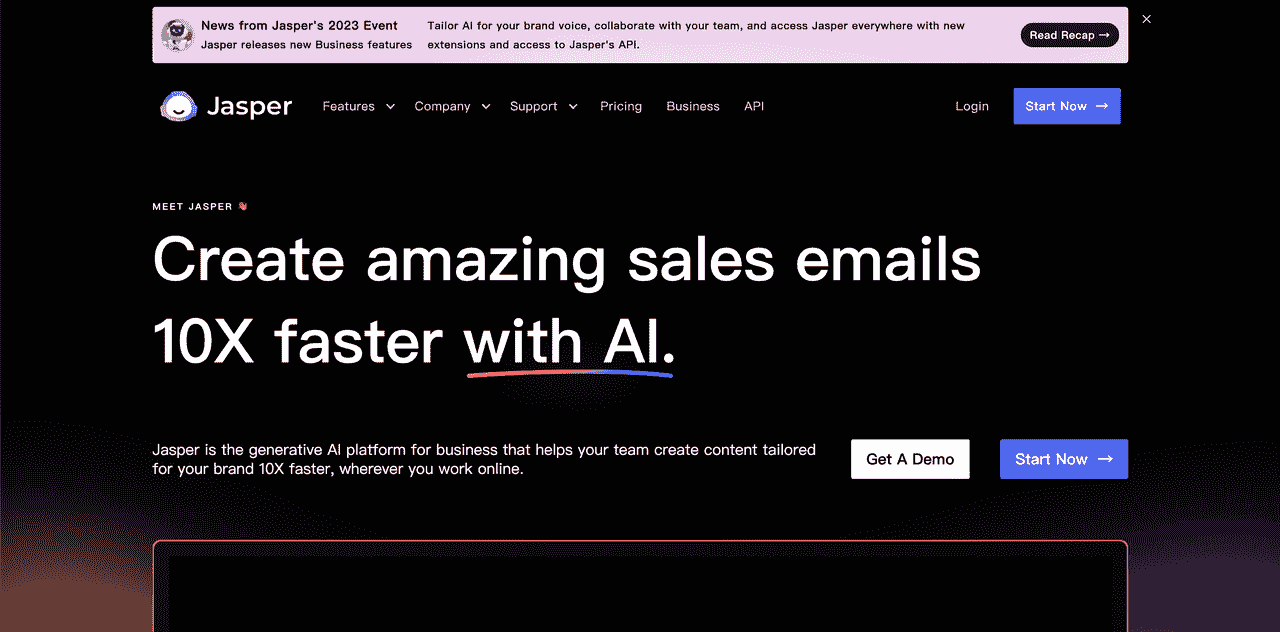 News from Jasper's 2023 Event
Jasper releases new Business features
Tailor AI for your brand voice, collaborate with your team, and access Jasper everywhere with new
extensions and access to Jasper's API.
Read Recap →
Jasper
Features
Company
Support
Pricing
Business
API
Login
Start Now →
MEET JASPER 👋
Create amazing sales emails
10X faster with AI.
Jasper is the generative AI platform for business that helps your team create content tailored
for your brand 10X faster, wherever you work online.
Get A Demo
Start Now →